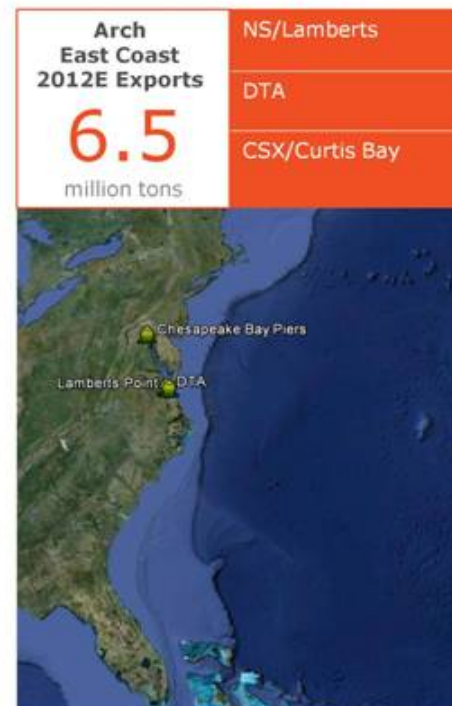 Arch
East Coast
2012E Exports
6.5
million tons
NS/Lamberts
DTA
CSX/Curtis Bay
Chesapeake Bay Piers
Lamberts Point DTA